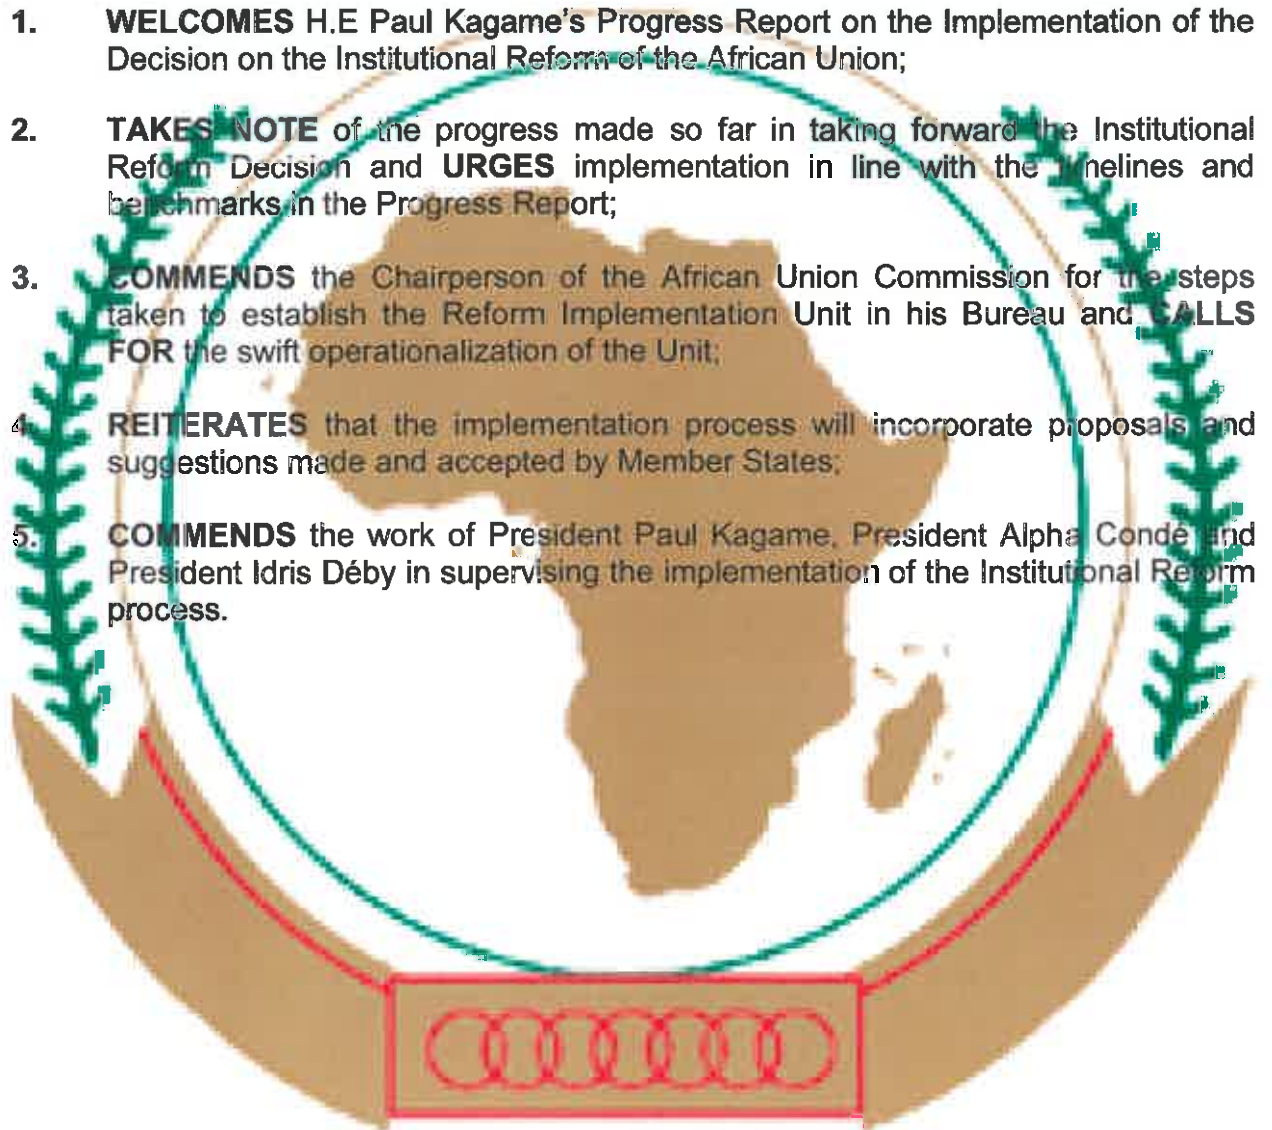 1. WELCOMES H.E Paul Kagame's Progress Report on the Implementation of the
Decision on the Institutional Reform of the African Union;
2. TAKES NOTE of the progress made so far in taking forward the Institutional
Reform Decision and URGES implementation in line with the timelines and
benchmarks in the Progress Report;
3. COMMENDS the Chairperson of the African Union Commission for the steps
taken to establish the Reform Implementation Unit in his Bureau and CALLS
FOR the swift operationalization of the Unit;
4. REITERATES that the implementation process will incorporate proposals and
suggestions made and accepted by Member States;
5. COMMENDS the work of President Paul Kagame, President Alpha Condé and
President Idris Déby in supervising the implementation of the Institutional Reform
process.